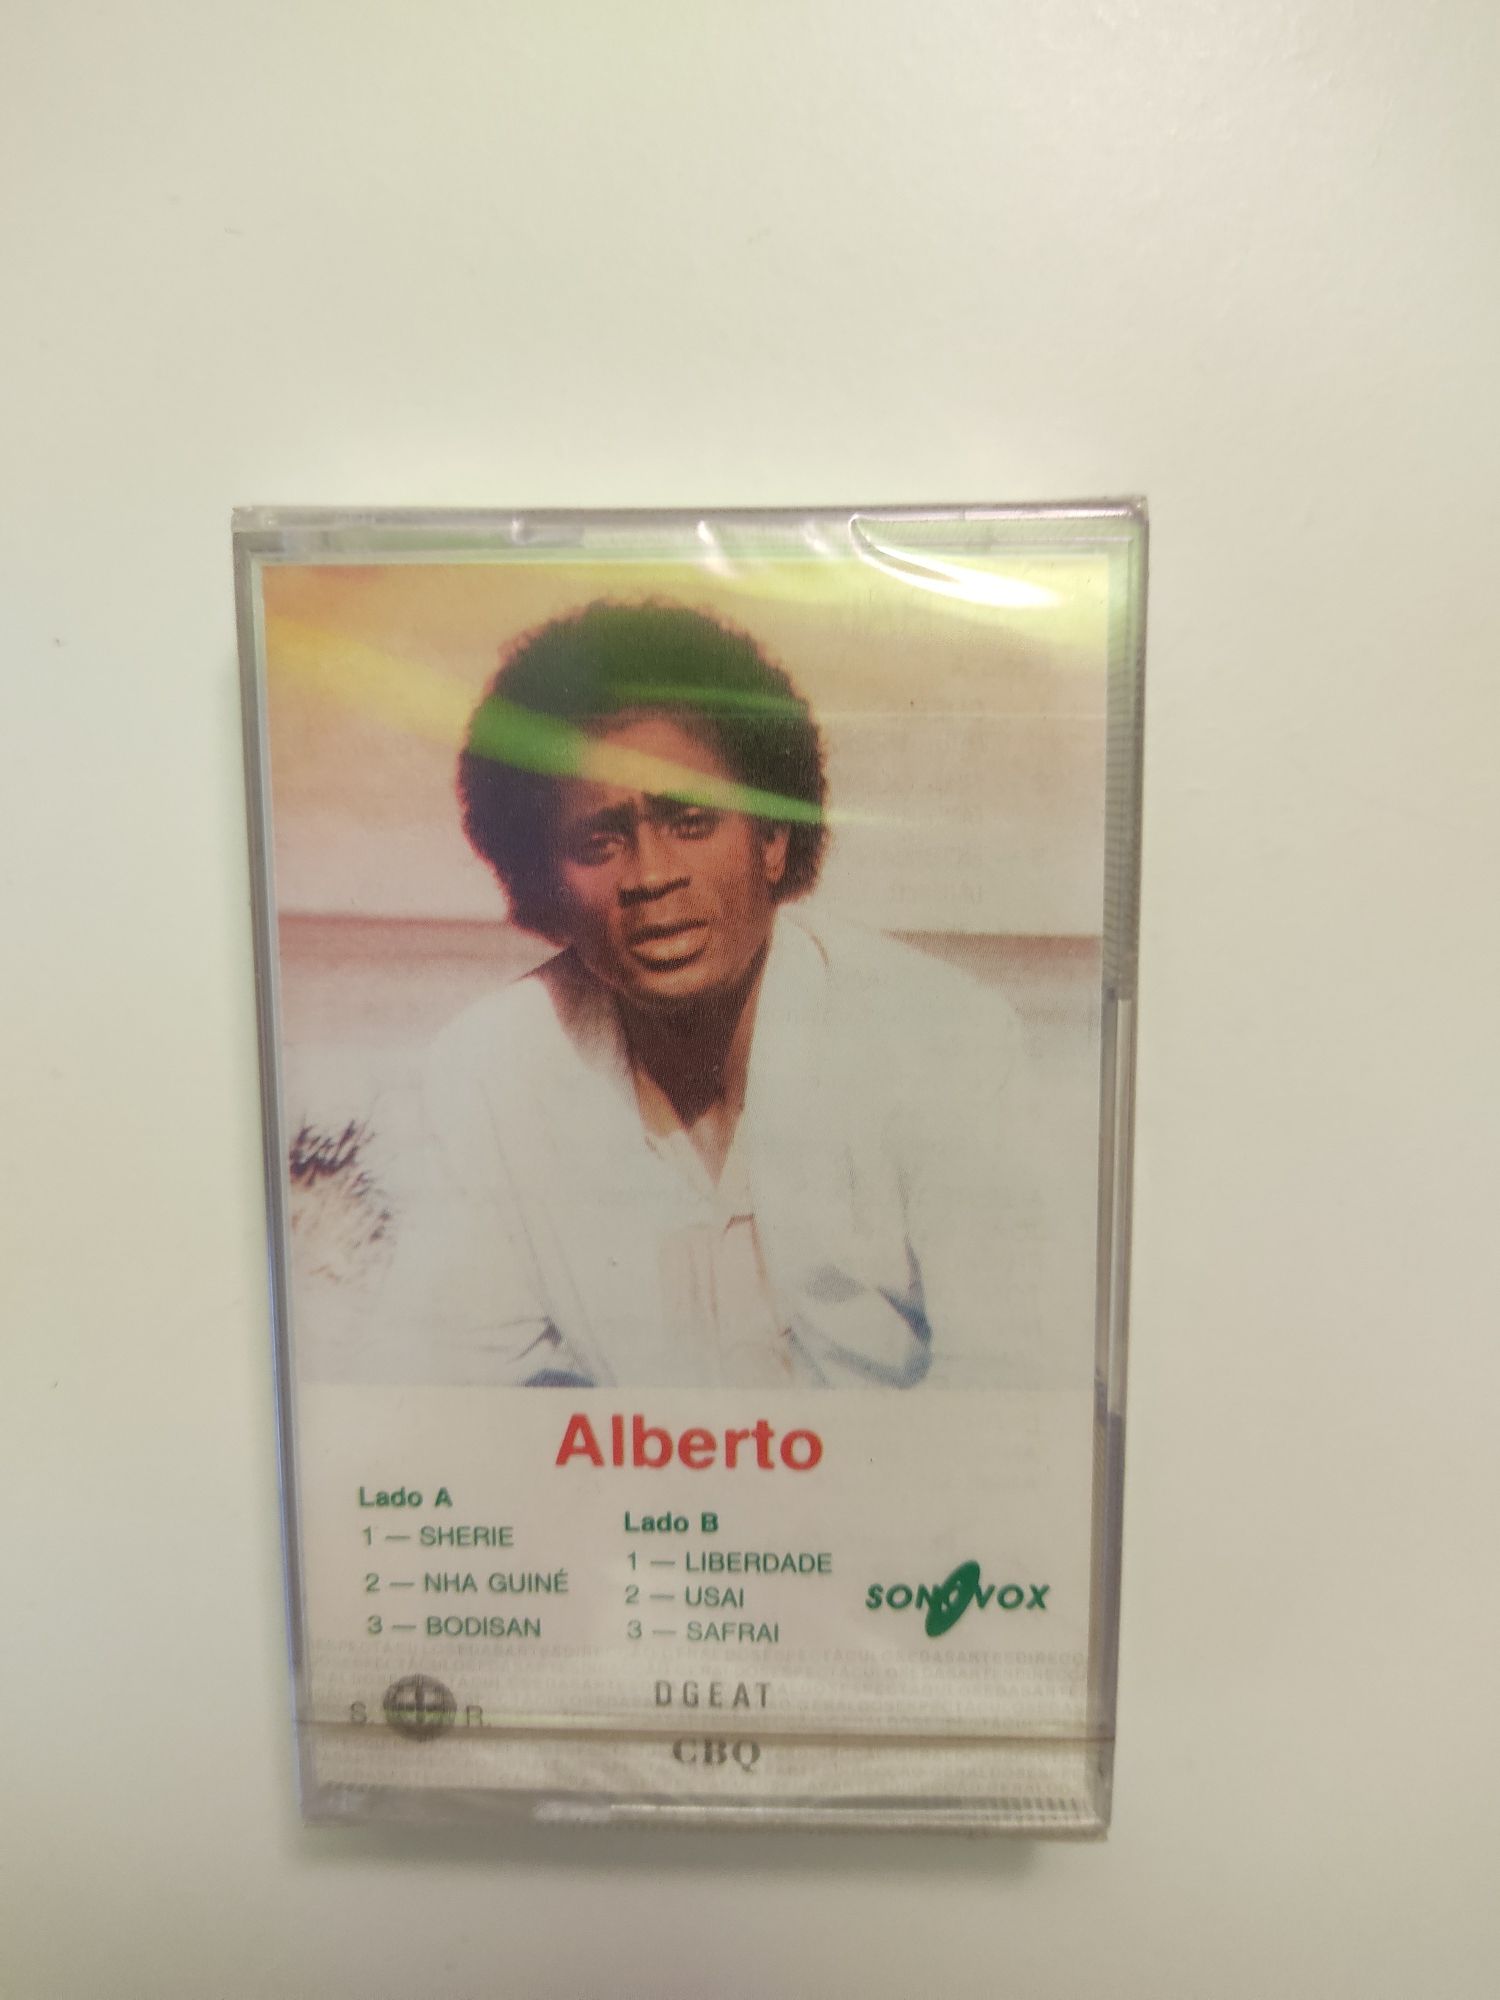 Alberto
Lado A
1 — SHERIE
2 — NHA GUINÉ
3 — BODISAN
Lado B
1 — LIBERDADE
2 — USAI
3 — SAFRAI
SONOVOX
S. R.
DGEAT
CBQ